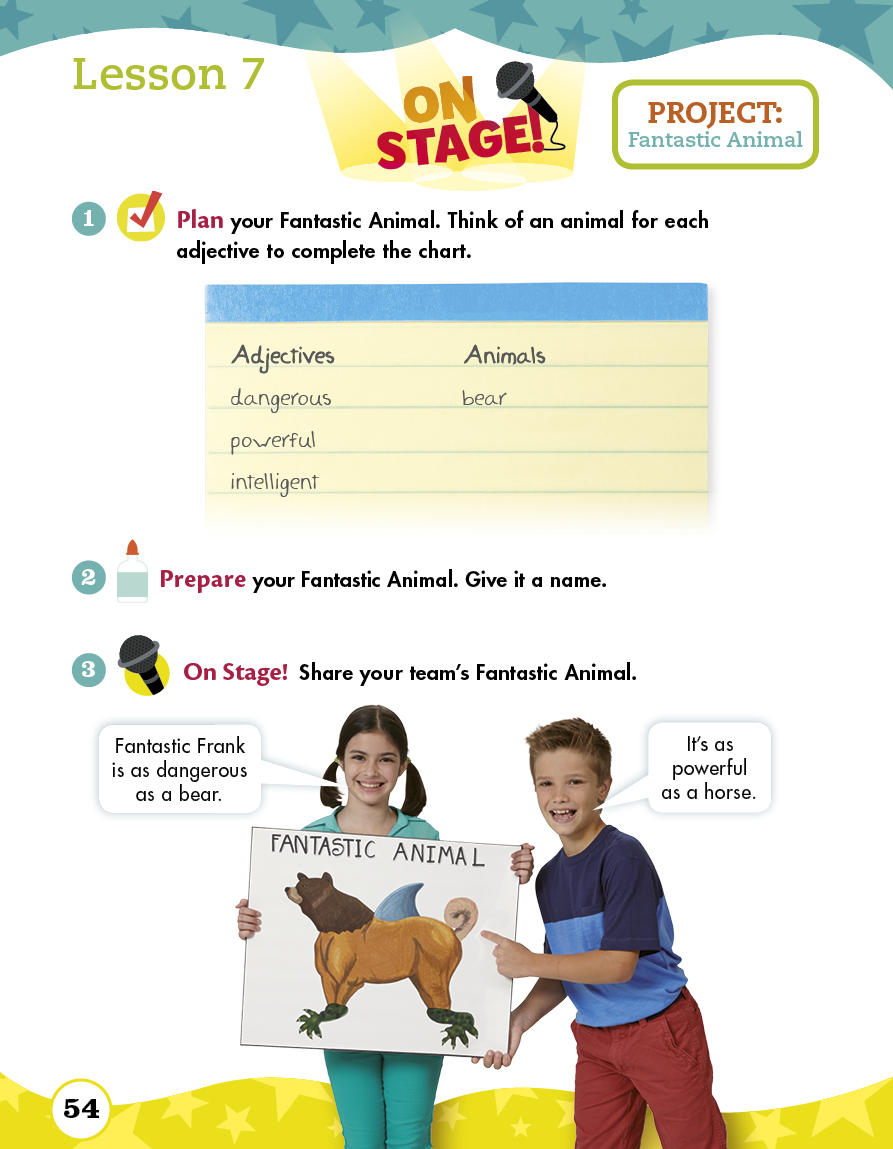 Lesson 7
ON
STAGE!
PROJECT:
Fantastic Animal
1 Plan your Fantastic Animal. Think of an animal for each
adjective to complete the chart.
Adjectives Animals
dangerous bear
powerful
intelligent
2 Prepare your Fantastic Animal. Give it a name.
3 On Stage! Share your team's Fantastic Animal.
Fantastic Frank
is as dangerous
as a bear.
It's as
powerful
as a horse.
FANTASTIC ANIMAL
54